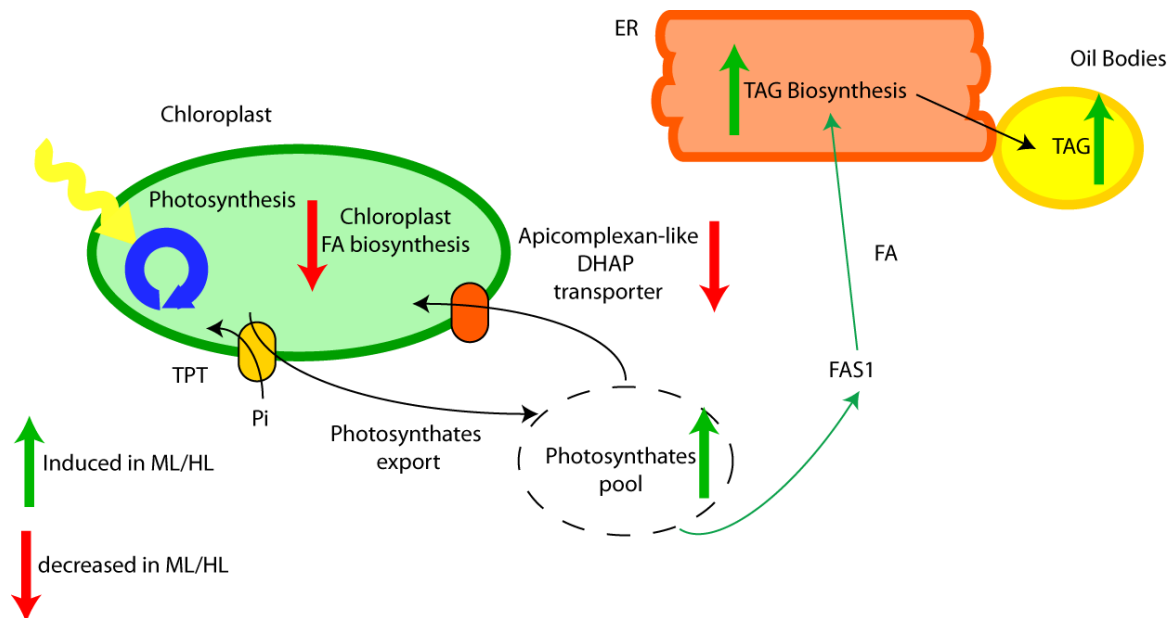 ER
Oil Bodies
TAG Biosynthesis
TAG
Chloroplast
Photosynthesis
Chloroplast
FA biosynthesis
Apicomplexan-like
DHAP
transporter
FA
TPT
Pi
FAS1
Photosynthates
export
Photosynthates
pool
Induced in ML/HL
decreased in ML/HL